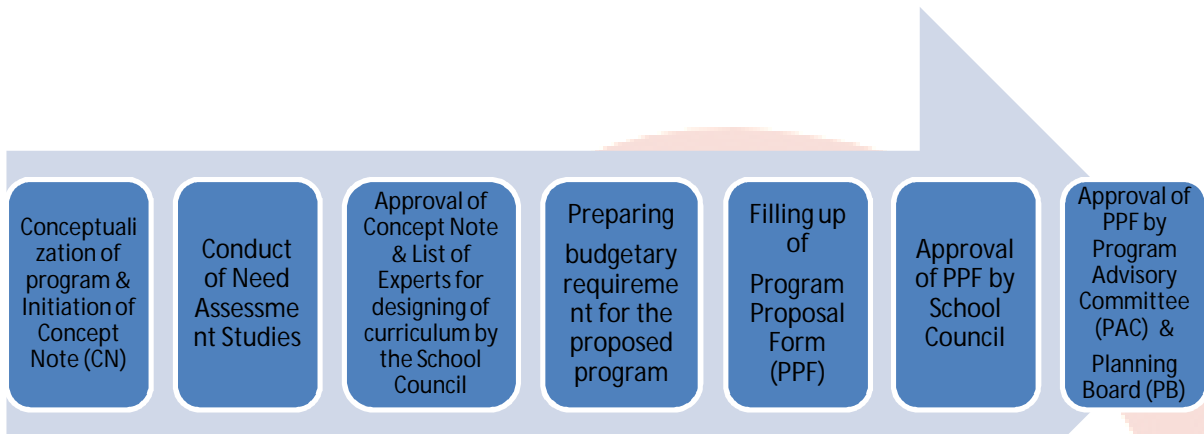 Conceptuali
zation of
program &
Initiation of
Concept
Note (CN)
Conduct
of Need
Assessme
nt Studies
Approval of
Concept Note
& List of
Experts for
designing of
curriculum by
the School
Council
Preparing
budgetary
requireme
nt for the
proposed
program
Filling up
of
Program
Proposal
Form
(PPF)
Approval
of PPF by
School
Council
Approval of
PPF by
Program
Advisory
Committee
(PAC) &
Planning
Board (PB)